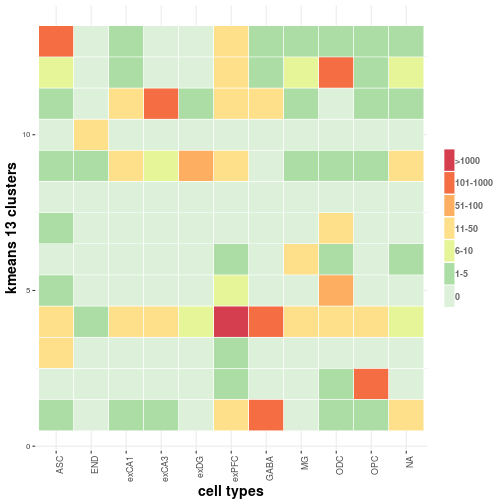 kmeans 13 clusters
10
5
0
ASC
END
exCA1
exCA3
exDG
exPFC
GABA
MG
ODC
OPC
NA
cell types
>1000
101-1000
51-100
11-50
6-10
1-5
0